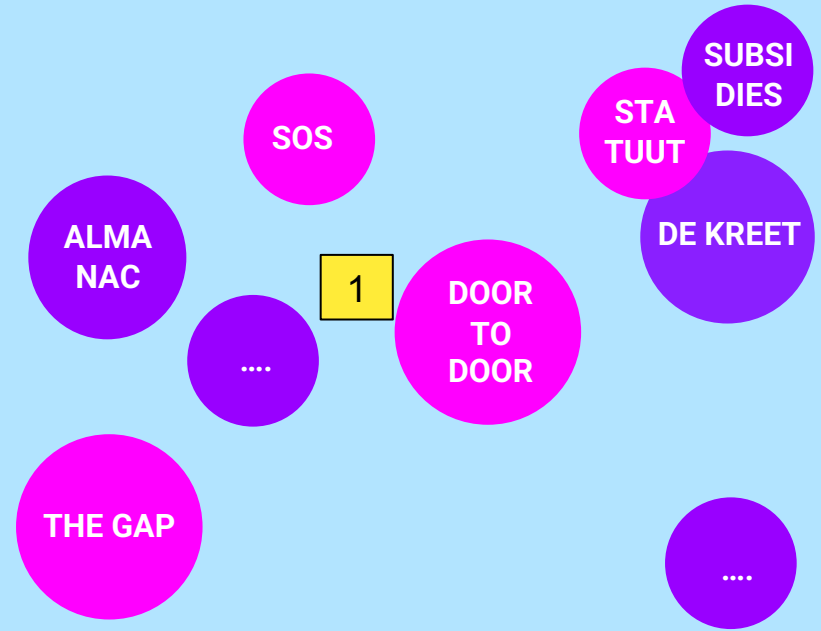 SUBSI
DIES
STA
TUUT
SOS
DE KREET
ALMA
NAC
1
DOOR
TO
DOOR
....
THE GAP
....